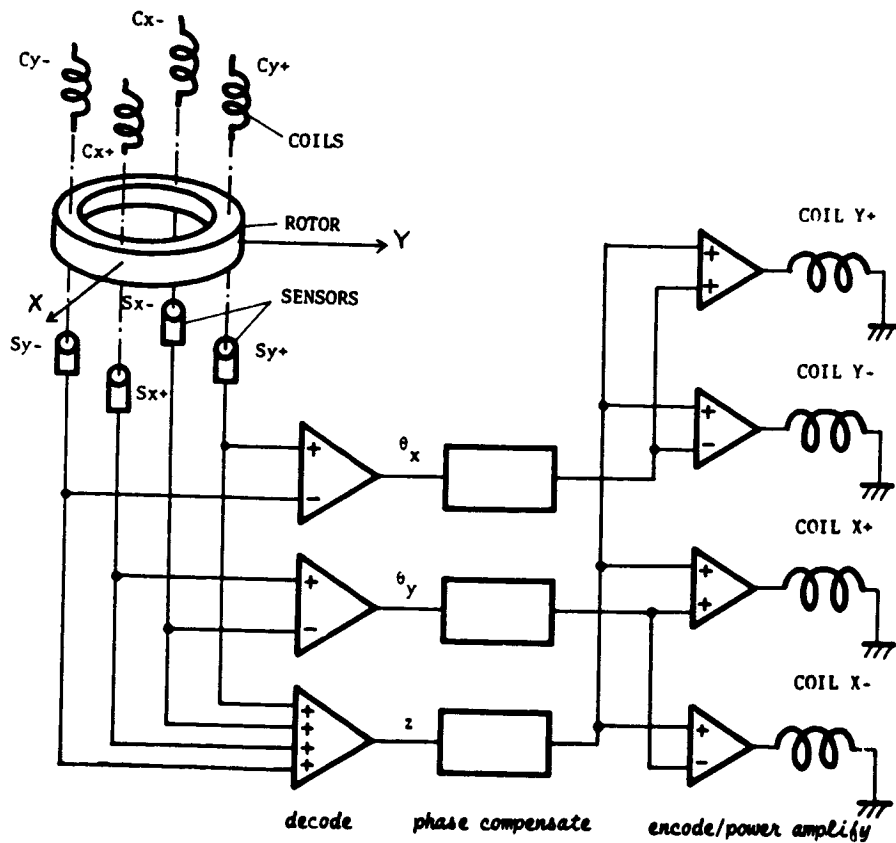 Cx-
Cy-
Cy+
Cx+
COILS
ROTOR
Y
X
Sx-
SENSORS
Sy-
Sy+
Sx+
COIL Y+
+
+
COIL Y-
+
-
θx
+
-
COIL X+
+
+
θy
+
-
COIL X-
+
-
z
+
+
+
+
decode
phase compensate
encode/power amplify